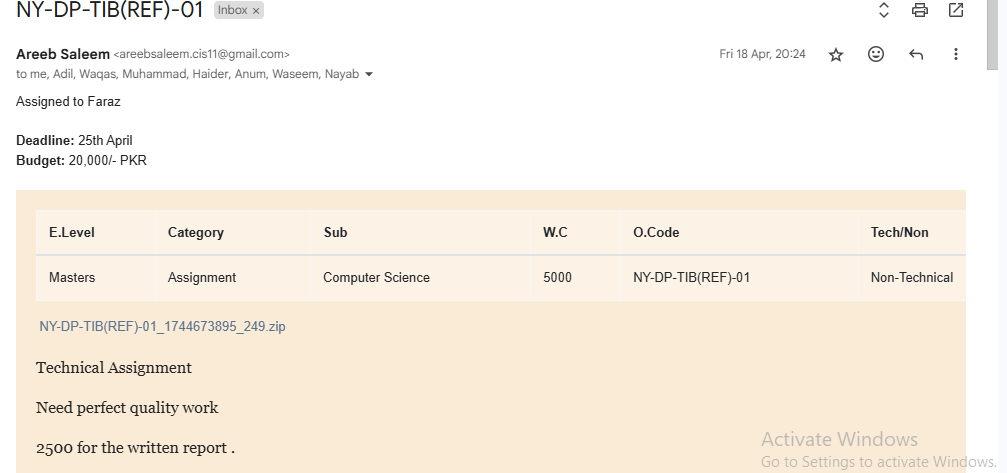 NY-DP-TIB(REF)-01 Inbox ×
Areeb Saleem <areebsaleem.cis11@gmail.com> Fri 18 Apr, 20:24
to me, Adil, Waqas, Muhammad, Haider, Anum, Waseem, Nayab
Assigned to Faraz
Deadline: 25th April
Budget: 20,000/- PKR
E.Level Category Sub W.C O.Code Tech/Non
Masters Assignment Computer Science 5000 NY-DP-TIB(REF)-01 Non-Technical
NY-DP-TIB(REF)-01_1744673895_249.zip
Technical Assignment
Need perfect quality work
2500 for the written report .
Activate Windows
Go to Settings to activate Windows.